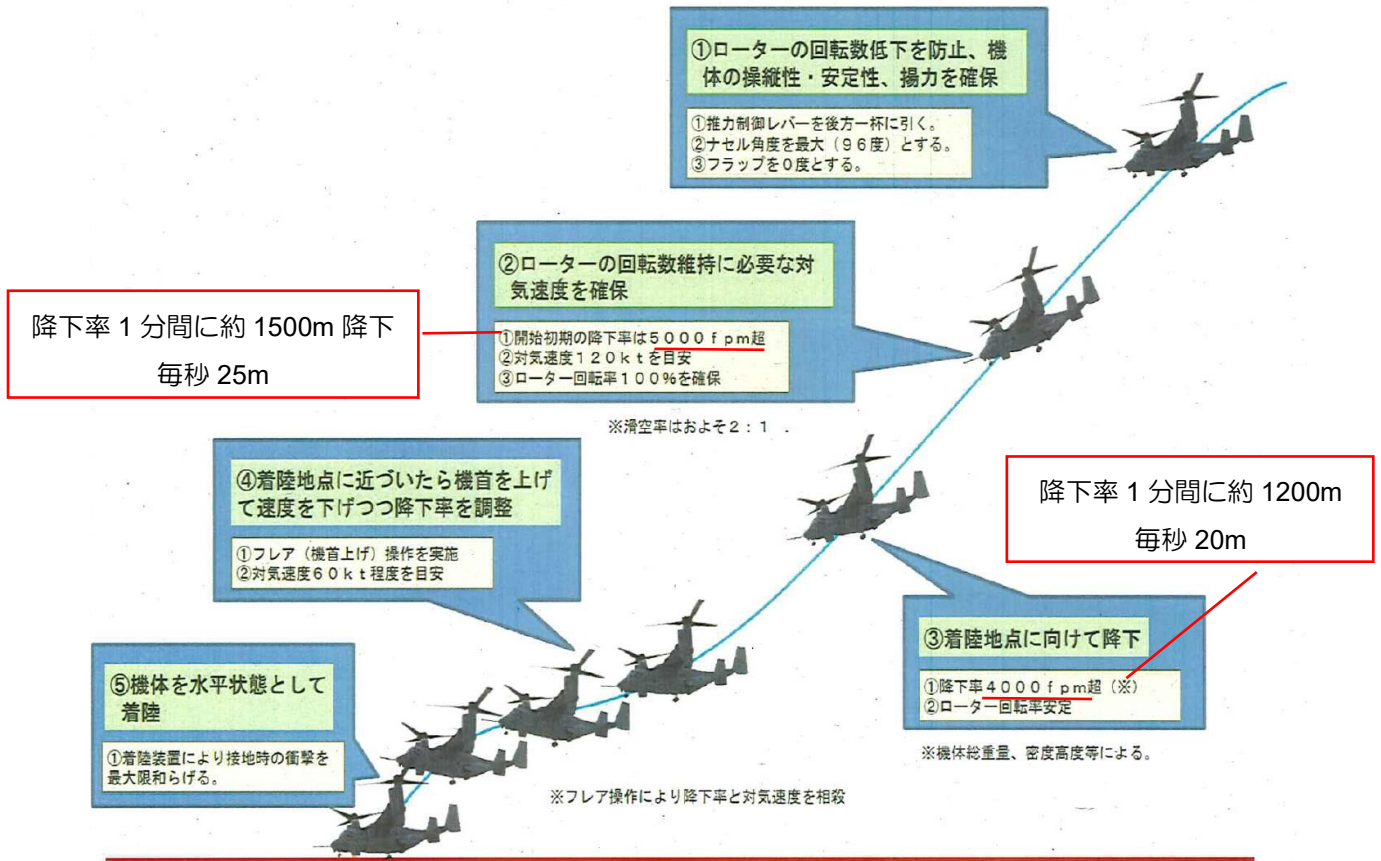 ①ローターの回転数低下を防止、機
体の操縦性・安定性、揚力を確保
①推力制御レバーを後方一杯に引く。
②ナセル角度を最大（９６度）とする。
③フラップを０度とする。
②ローターの回転数維持に必要な対
気速度を確保
①開始初期の降下率は５０００ｆｐｍ超
②対気速度１２０ｋｔを目安
③ローター回転率１００％を確保
※滑空率はおよそ２：１
降下率 1 分間に約 1500m 降下
毎秒 25m
降下率 1 分間に約 1200m
毎秒 20m
③着陸地点に向けて降下
①降下率４０００ｆｐｍ超（※）
②ローター回転率安定
※機体総重量、密度高度等による。
④着陸地点に近づいたら機首を上げ
て速度を下げつつ降下率を調整
①フレア（機首上げ）操作を実施
②対気速度６０ｋｔ程度を目安
⑤機体を水平状態として
着陸
①着陸装置により接地時の衝撃を
最大限和らげる。
※フレア操作により降下率と対気速度を相殺